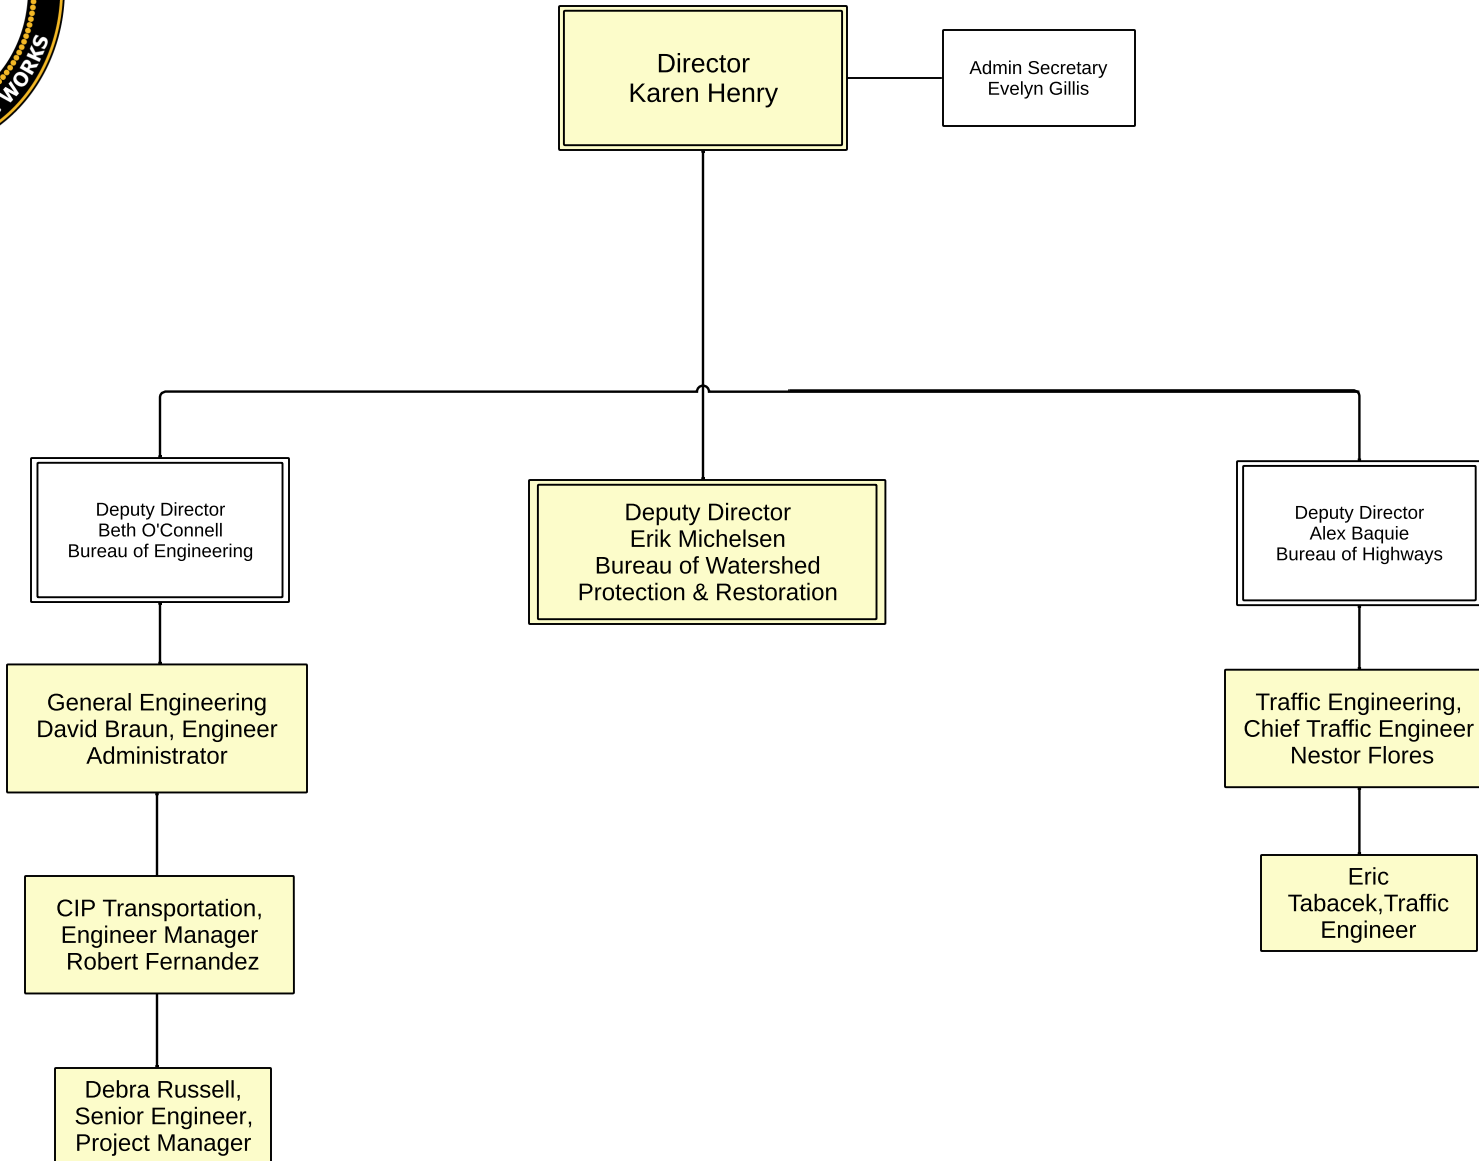 WORKS
Director
Karen Henry
Admin Secretary
Evelyn Gillis
Deputy Director
Beth O'Connell
Bureau of Engineering
Deputy Director
Erik Michelsen
Bureau of Watershed
Protection & Restoration
Deputy Director
Alex Baquie
Bureau of Highways
General Engineering
David Braun, Engineer
Administrator
Traffic Engineering,
Chief Traffic Engineer
Nestor Flores
CIP Transportation,
Engineer Manager
Robert Fernandez
Eric
Tabacek,Traffic
Engineer
Debra Russell,
Senior Engineer,
Project Manager